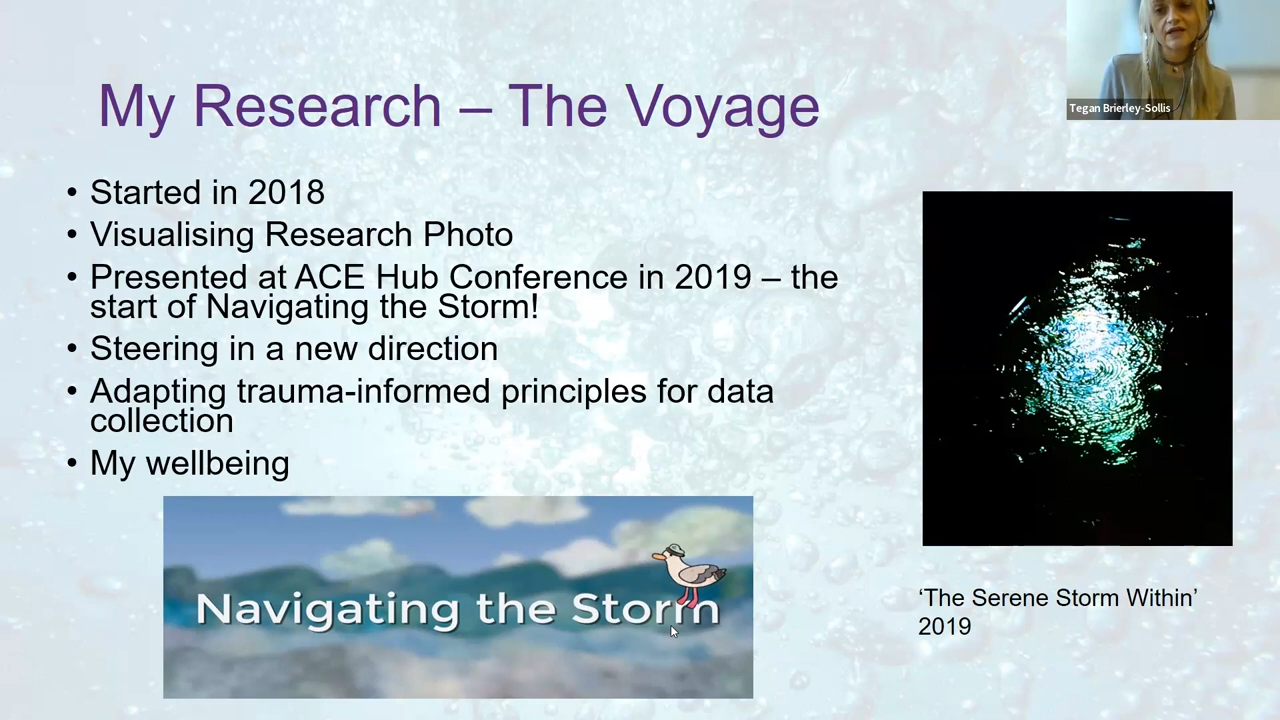 Tegan Brierley-Sollis
My Research – The Voyage
• Started in 2018
• Visualising Research Photo
• Presented at ACE Hub Conference in 2019 – the
start of Navigating the Storm!
• Steering in a new direction
• Adapting trauma-informed principles for data
collection
• My wellbeing
Navigating the Storm
‘The Serene Storm Within’
2019